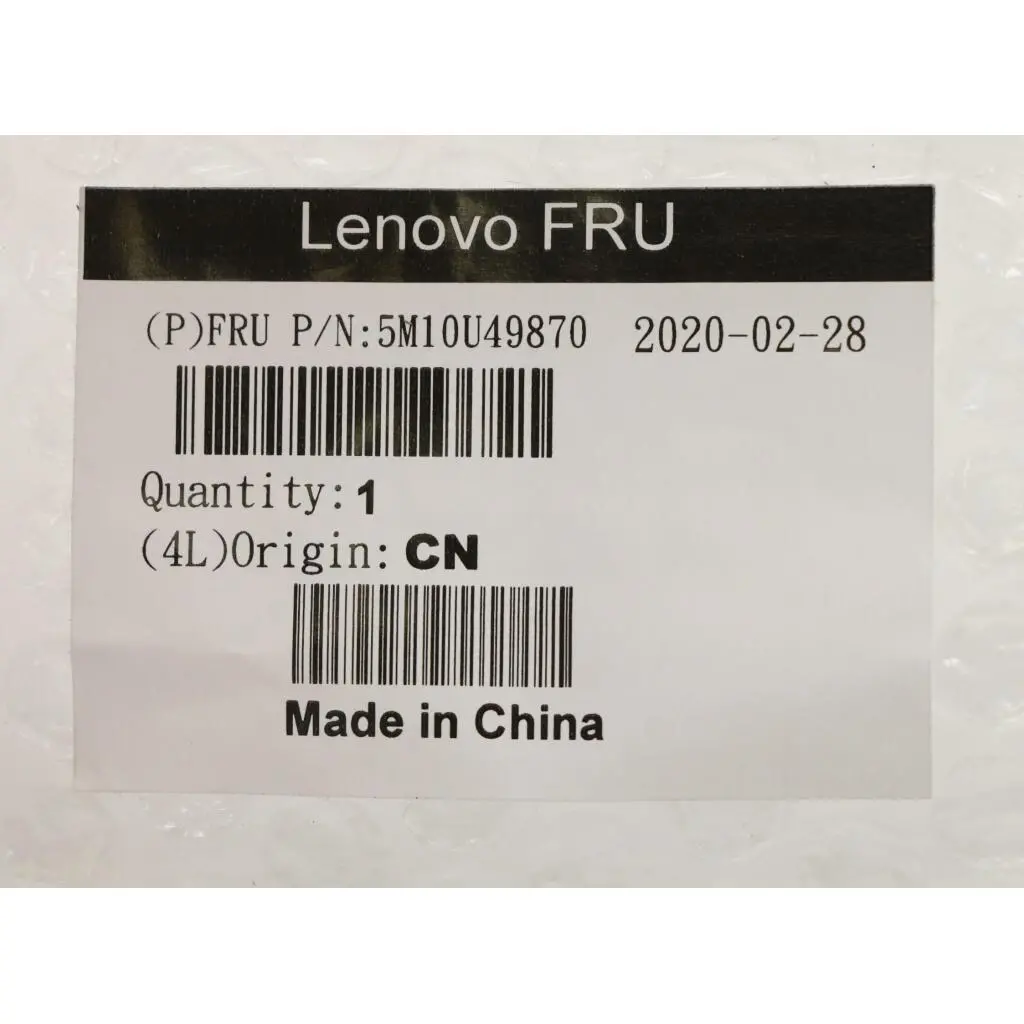 Lenovo FRU
(P)FRU P/N:5M10U49870 2020-02-28
Quantity:1
(4L)Origin: CN
Made in China